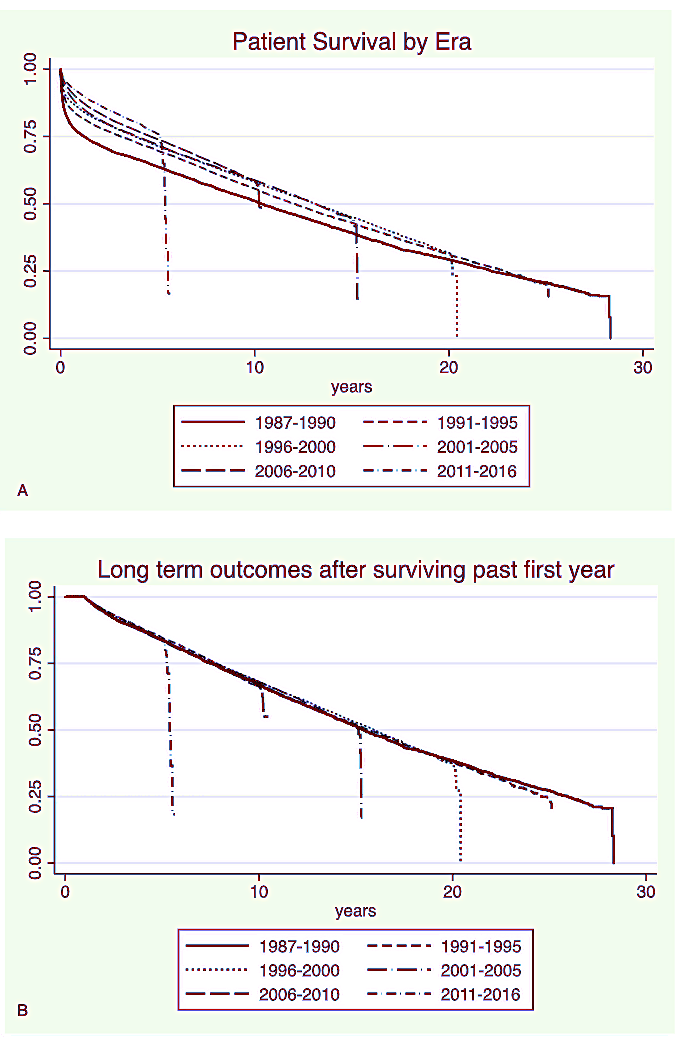 Patient Survival by Era
1.00
0.75
0.50
0.25
0.00
0 10 20 30
years
1987-1990 1991-1995
1996-2000 2001-2005
2006-2010 2011-2016
A
Long term outcomes after surviving past first year
1.00
0.75
0.50
0.25
0.00
0 10 20 30
years
1987-1990 1991-1995
1996-2000 2001-2005
2006-2010 2011-2016
B